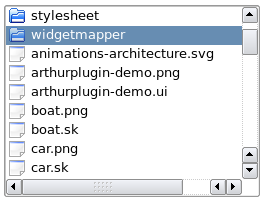 stylesheet
widgetmapper
animations-architecture.svg
arthurplugin-demo.png
arthurplugin-demo.ui
boat.png
boat.sk
car.png
car.sk